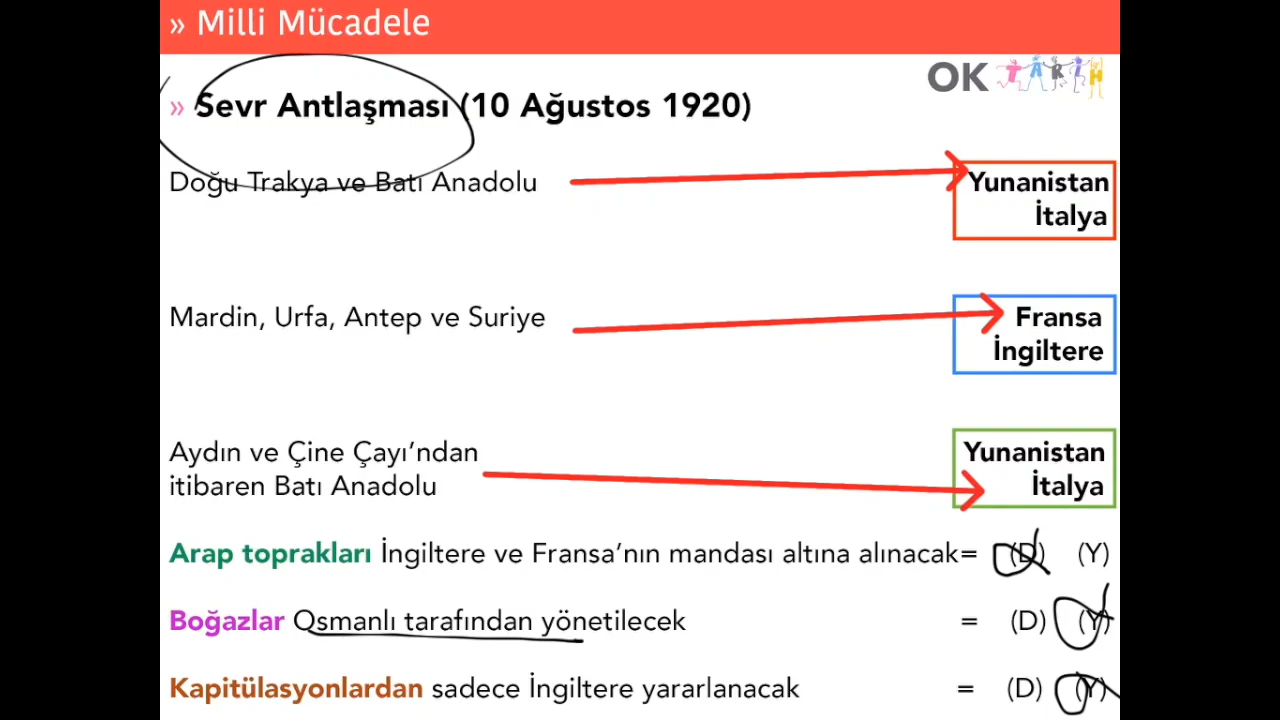 » Milli Mücadele
OK TARİH
» Sevr Antlaşması (10 Ağustos 1920)
Doğu Trakya ve Batı Anadolu
Yunanistan
İtalya
Mardin, Urfa, Antep ve Suriye
Fransa
İngiltere
Aydın ve Çine Çayı’ndan
itibaren Batı Anadolu
Yunanistan
İtalya
Arap toprakları İngiltere ve Fransa’nın mandası altına alınacak= (D) (Y)
Boğazlar Osmanlı tarafından yönetilecek = (D) (Y)
Kapitülasyonlardan sadece İngiltere yararlanacak = (D) (Y)